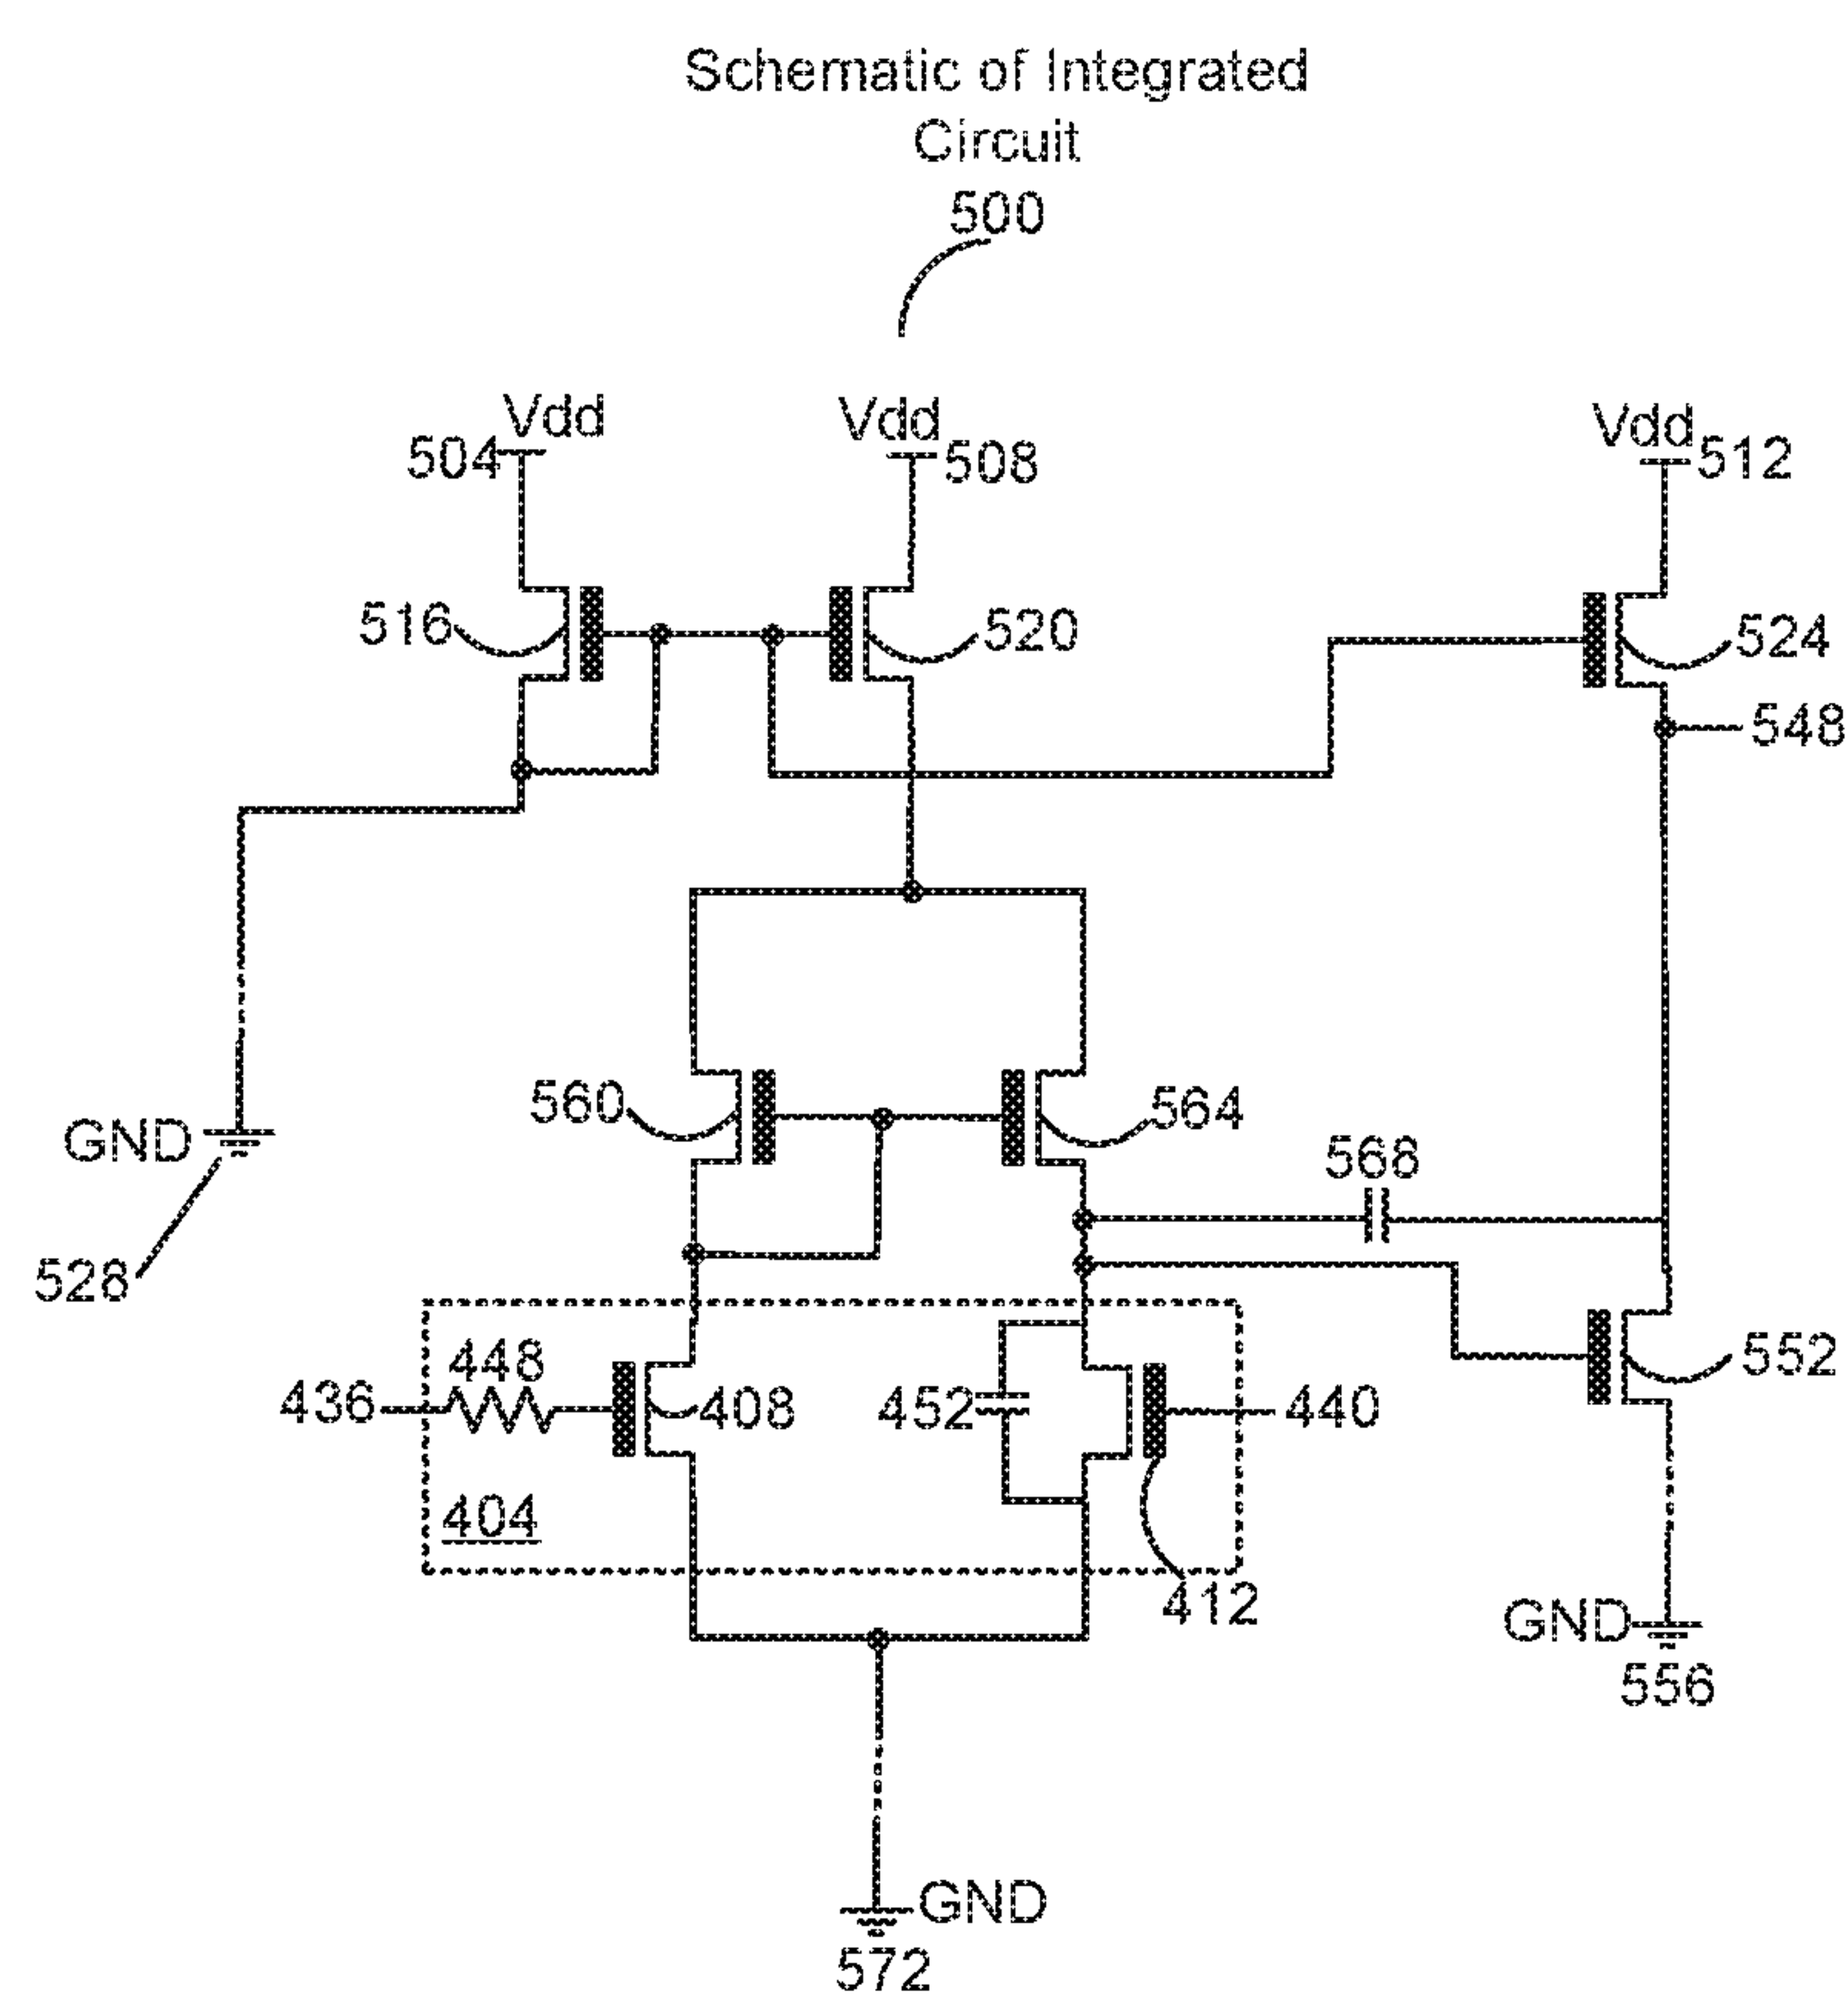 Schematic of Integrated
Circuit
500
Vdd
504
Vdd
508
Vdd
512
516
520
524
548
560
564
568
GND
528
448
436
408
452
440
552
404
412
GND
556
GND
572